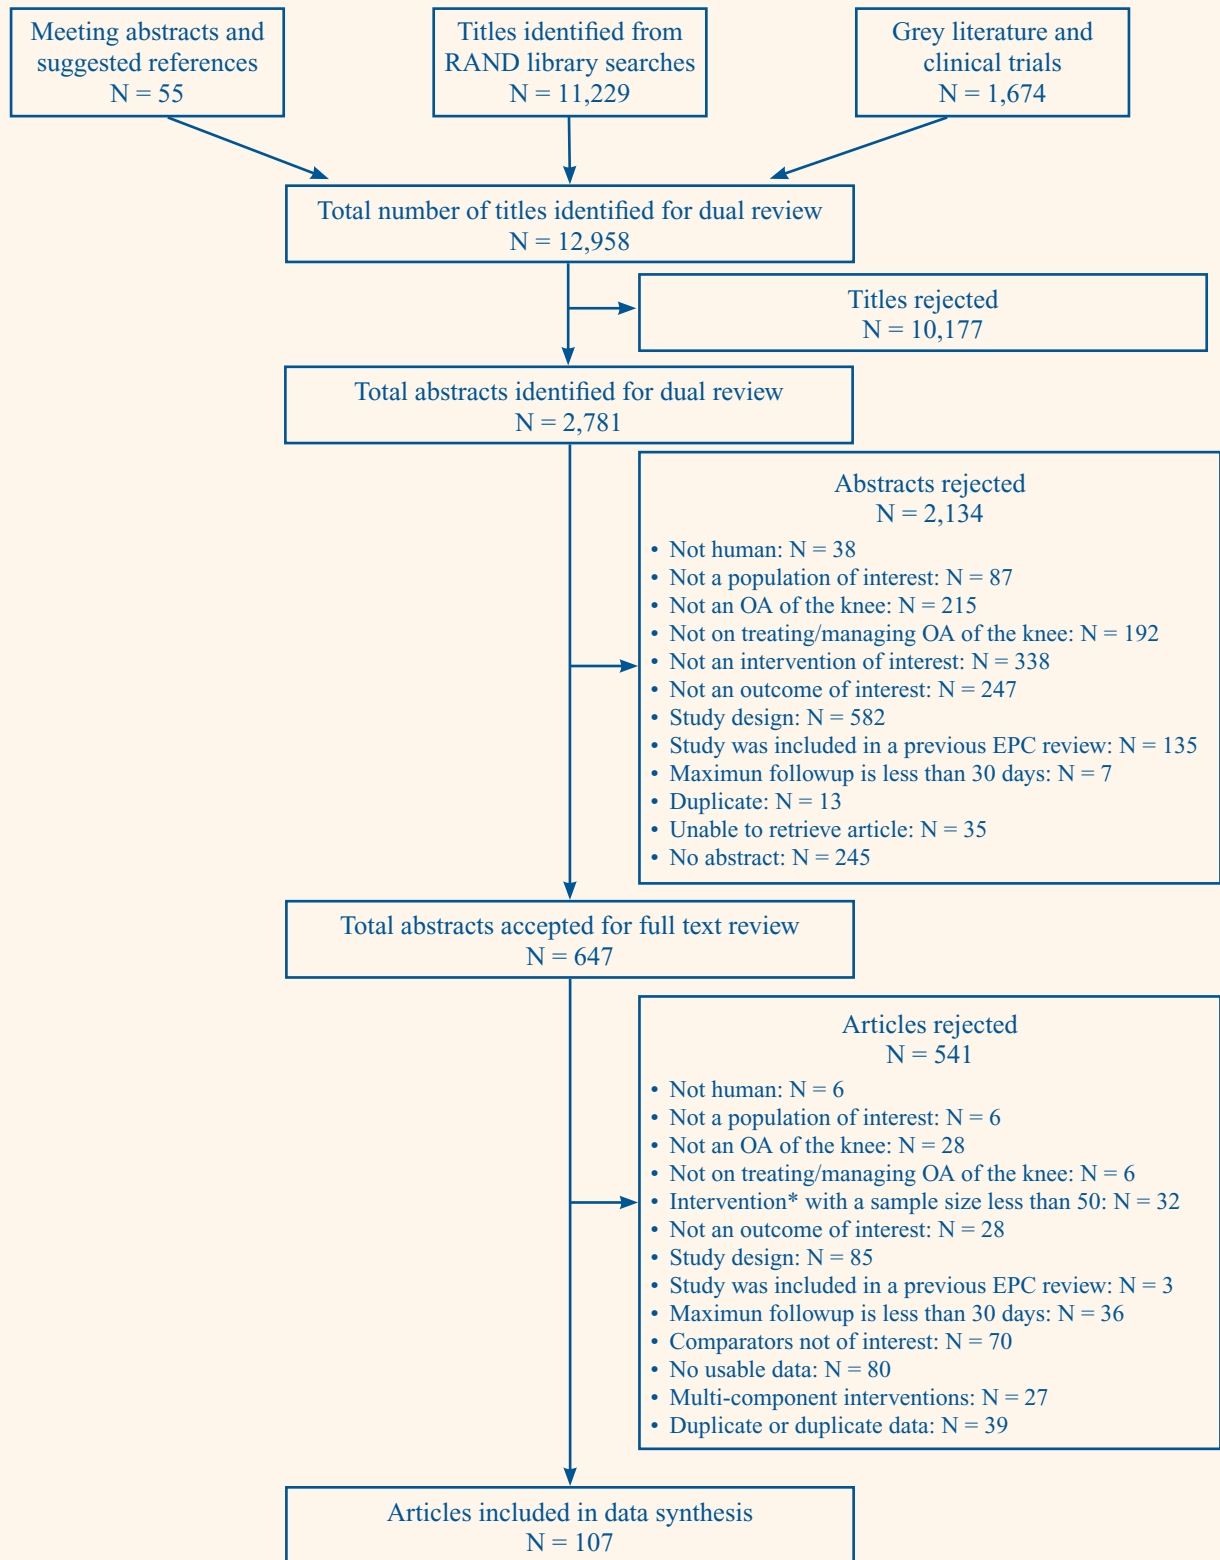 Meeting abstracts and
suggested references
N = 55
Titles identified from
RAND library searches
N = 11,229
Grey literature and
clinical trials
N = 1,674
Total number of titles identified for dual review
N = 12,958
Titles rejected
N = 10,177
Total abstracts identified for dual review
N = 2,781
Abstracts rejected
N = 2,134
• Not human: N = 38
• Not a population of interest: N = 87
• Not an OA of the knee: N = 215
• Not on treating/managing OA of the knee: N = 192
• Not an intervention of interest: N = 338
• Not an outcome of interest: N = 247
• Study design: N = 582
• Study was included in a previous EPC review: N = 135
• Maximun followup is less than 30 days: N = 7
• Duplicate: N = 13
• Unable to retrieve article: N = 35
• No abstract: N = 245
Total abstracts accepted for full text review
N = 647
Articles rejected
N = 541
• Not human: N = 6
• Not a population of interest: N = 6
• Not an OA of the knee: N = 28
• Not on treating/managing OA of the knee: N = 6
• Intervention* with a sample size less than 50: N = 32
• Not an outcome of interest: N = 28
• Study design: N = 85
• Study was included in a previous EPC review: N = 3
• Maximun followup is less than 30 days: N = 36
• Comparators not of interest: N = 70
• No usable data: N = 80
• Multi-component interventions: N = 27
• Duplicate or duplicate data: N = 39
Articles included in data synthesis
N = 107